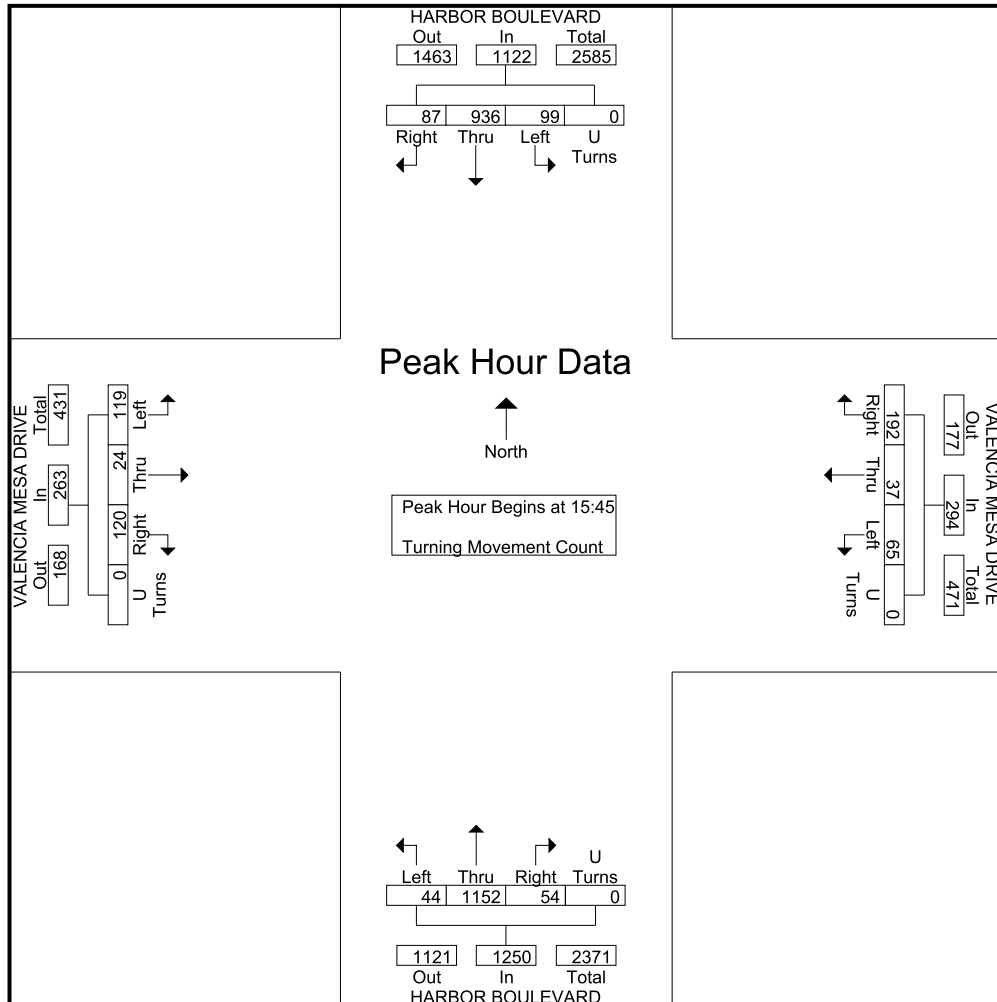 HARBOR BOULEVARD
Out In Total
1463 1122 2585
87 936 99 0
Right Thru Left U
Turns
Peak Hour Data
North
Peak Hour Begins at 15:45
Turning Movement Count
VALENCIA MESA DRIVE
Out In Total
168 263 431
0 120 24 119
U Turns Right Thru Left
VALENCIA MESA DRIVE
Out In Total
177 294 471
192 37 65 0
Right Thru Left U
Turns
U
Left Thru Right Turns
44 1152 54 0
1121 1250 2371
Out In Total
HARBOR BOULEVARD